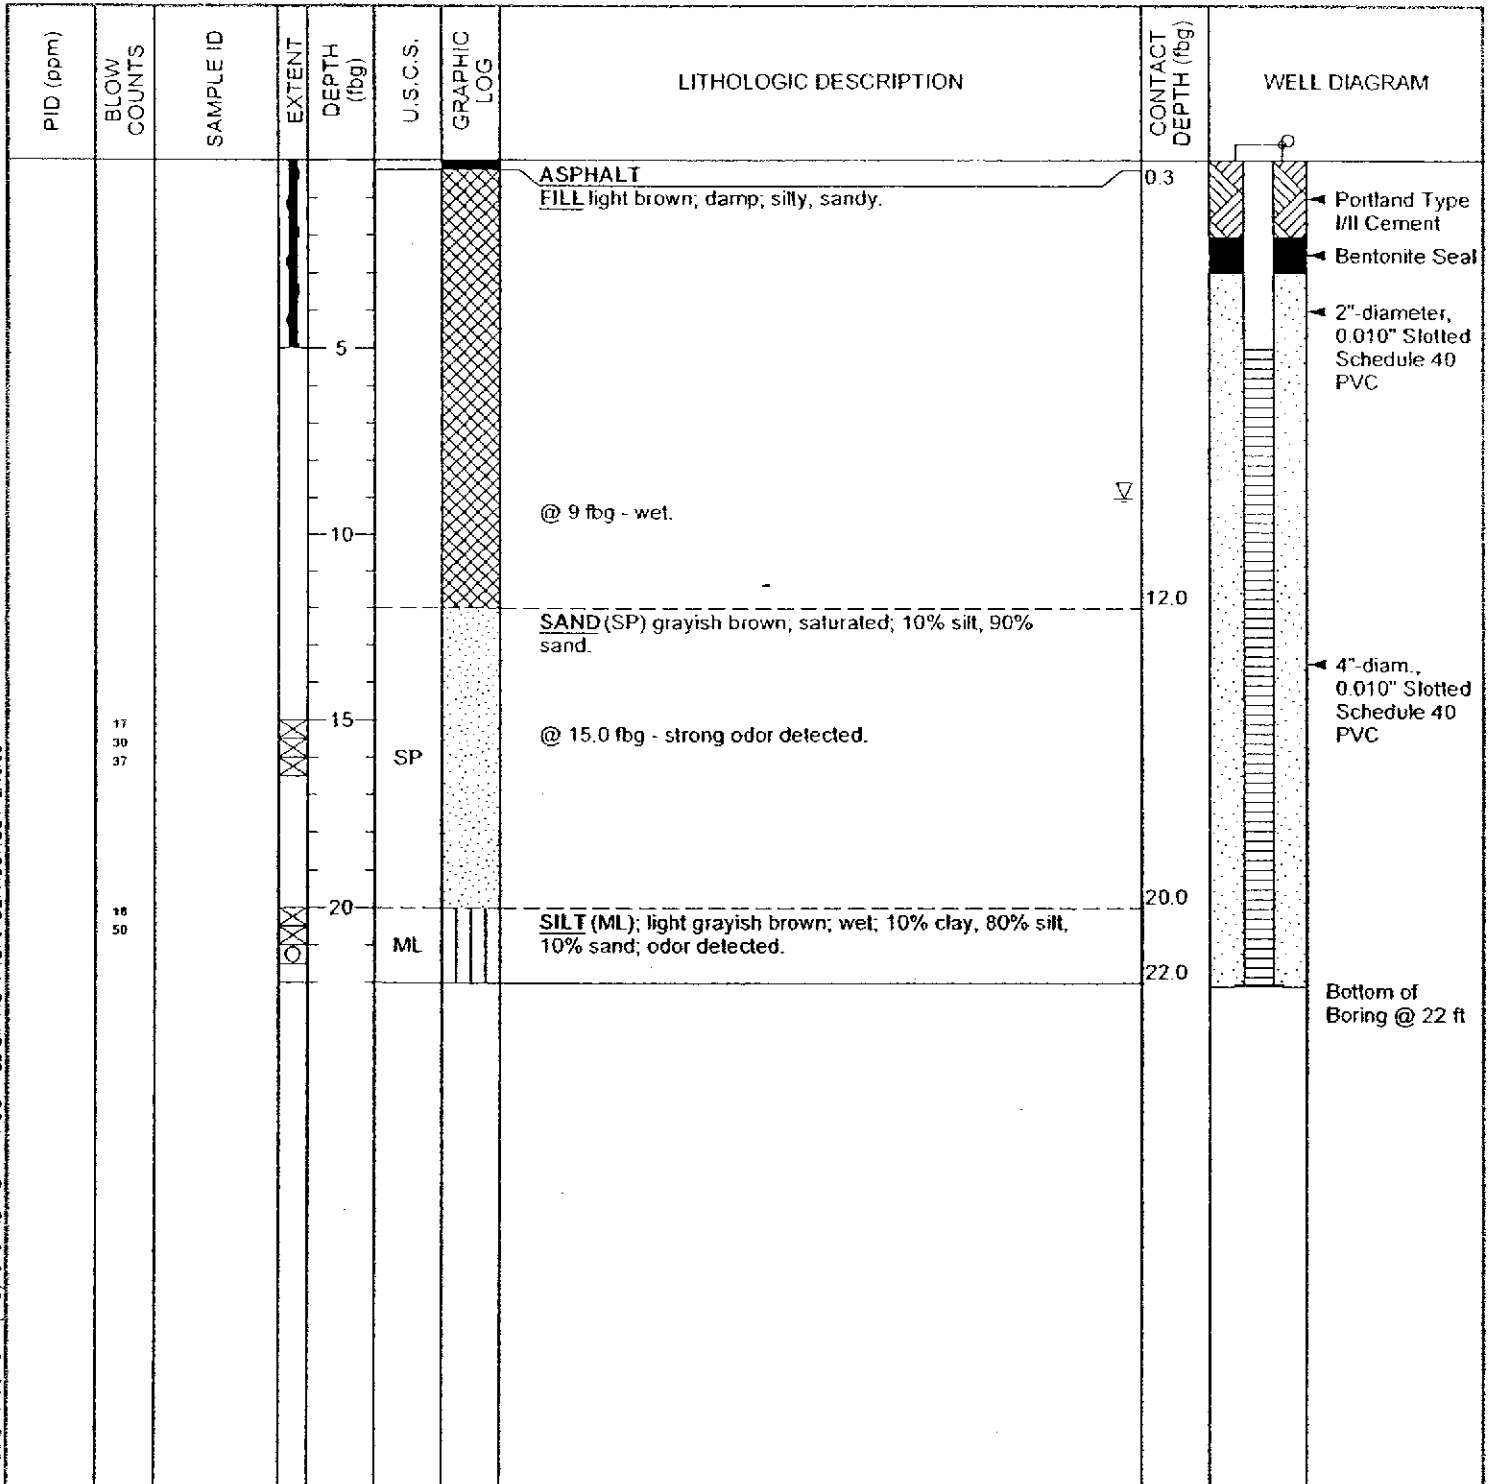 PID (ppm)
BLOW
COUNTS
SAMPLE ID
EXTENT
DEPTH
(fbg)
U.S.C.S.
GRAPHIC
LOG
LITHOLOGIC DESCRIPTION
CONTACT
DEPTH (fbg)
WELL DIAGRAM
ASPHALT
0.3
FILL light brown; damp; silty, sandy.
Portland Type
I/II Cement
Bentonite Seal
2"-diameter,
0.010" Slotted
Schedule 40
PVC
5
@ 9 fbg - wet.
10
12.0
SAND (SP) grayish brown; saturated; 10% silt, 90%
sand.
4"-diam.,
0.010" Slotted
Schedule 40
PVC
17
30
37
15
SP
@ 15.0 fbg - strong odor detected.
20.0
50
20
ML
SILT (ML); light grayish brown; wet; 10% clay, 80% silt,
10% sand; odor detected.
22.0
Bottom of
Boring @ 22 ft